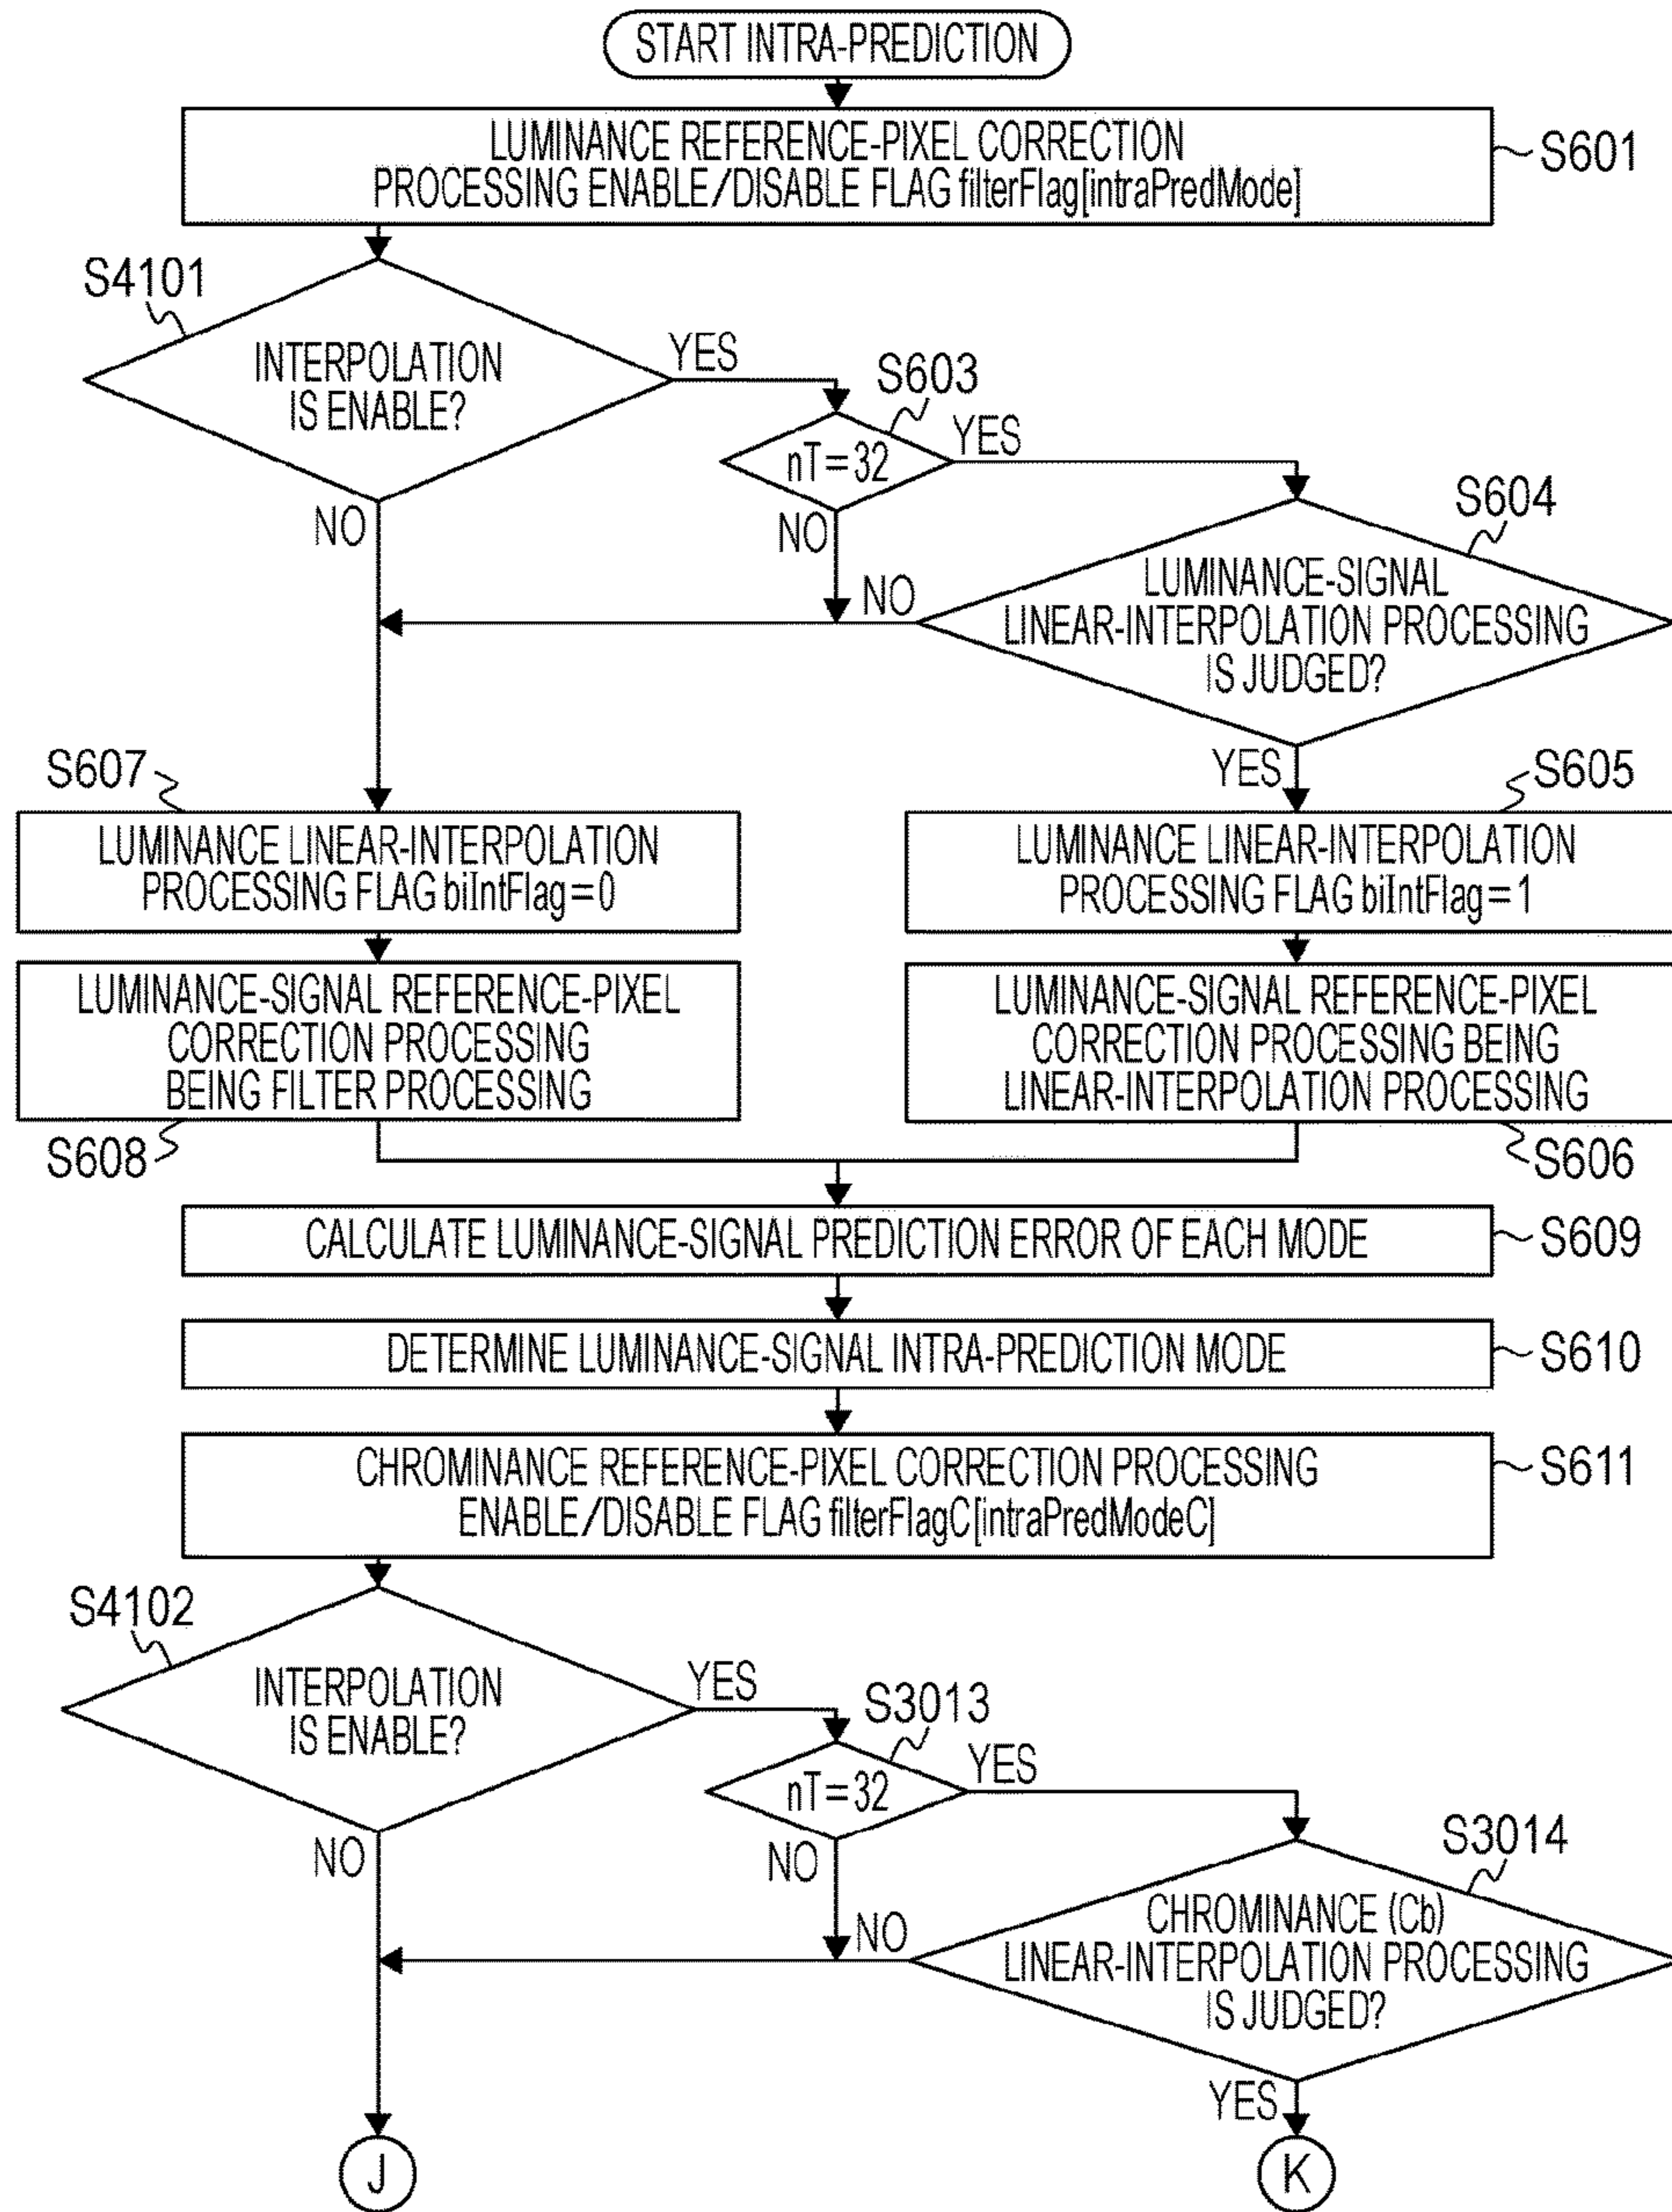 START INTRA-PREDICTION
LUMINANCE REFERENCE-PIXEL CORRECTION
PROCESSING ENABLE/DISABLE FLAG filterFlag[intraPredMode]
S601
S4101
INTERPOLATION
IS ENABLE?
YES
NO
S603
nT=32
YES
NO
S604
LUMINANCE-SIGNAL
LINEAR-INTERPOLATION PROCESSING
IS JUDGED?
NO
YES
S607
LUMINANCE LINEAR-INTERPOLATION
PROCESSING FLAG biIntFlag=0
S605
LUMINANCE LINEAR-INTERPOLATION
PROCESSING FLAG biIntFlag=1
LUMINANCE-SIGNAL REFERENCE-PIXEL
CORRECTION PROCESSING
BEING FILTER PROCESSING
S608
LUMINANCE-SIGNAL REFERENCE-PIXEL
CORRECTION PROCESSING BEING
LINEAR-INTERPOLATION PROCESSING
S606
CALCULATE LUMINANCE-SIGNAL PREDICTION ERROR OF EACH MODE
S609
DETERMINE LUMINANCE-SIGNAL INTRA-PREDICTION MODE
S610
CHROMINANCE REFERENCE-PIXEL CORRECTION PROCESSING
ENABLE/DISABLE FLAG filterFlagC[intraPredModeC]
S611
S4102
INTERPOLATION
IS ENABLE?
YES
NO
S3013
nT=32
YES
NO
S3014
CHROMINANCE (Cb)
LINEAR-INTERPOLATION PROCESSING
IS JUDGED?
NO
YES
J
K